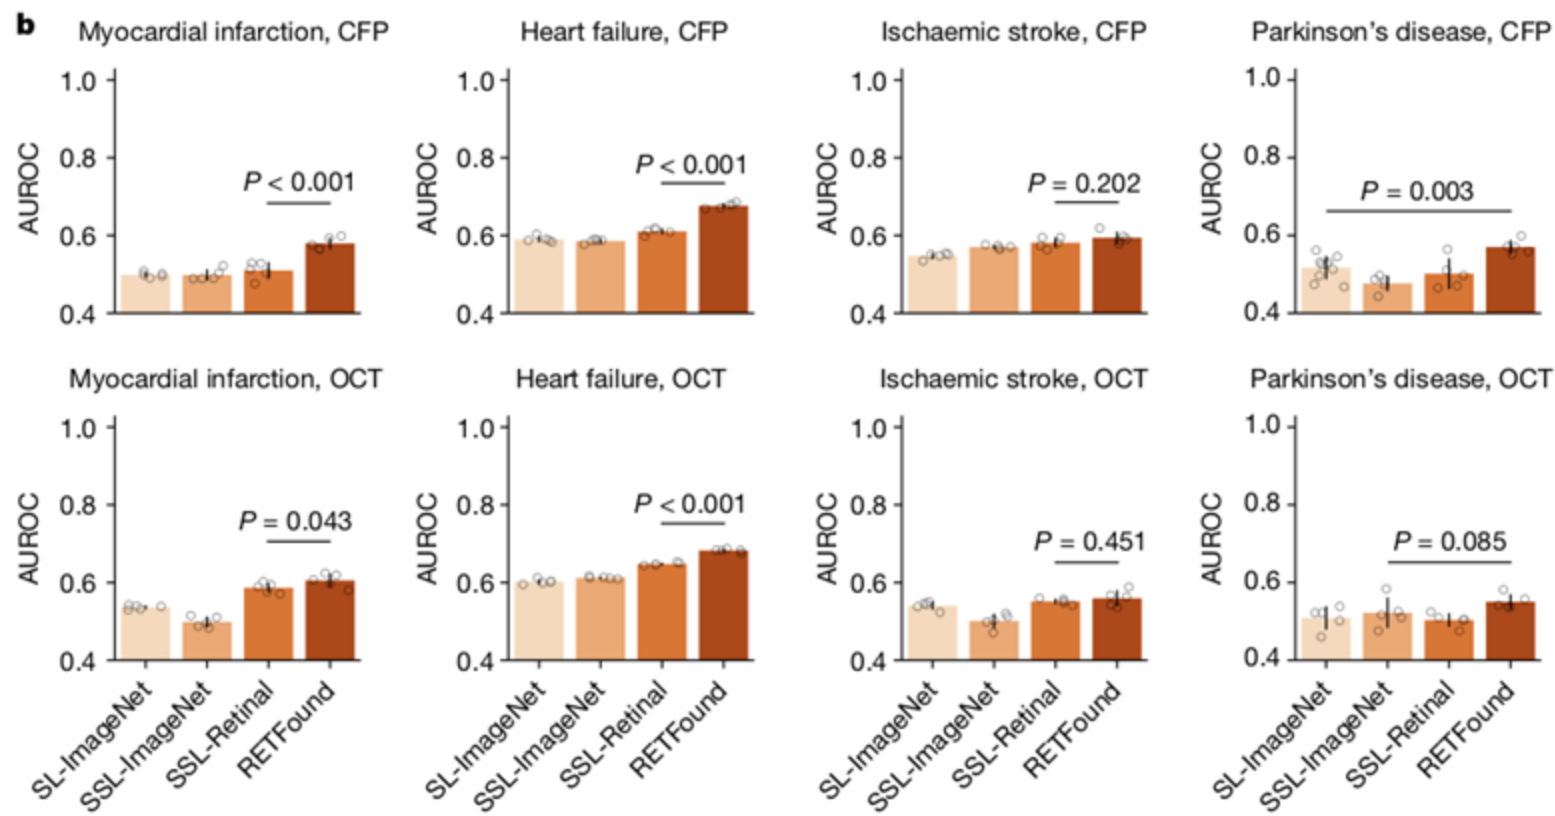 b
Myocardial infarction, CFP
Heart failure, CFP
Ischaemic stroke, CFP
Parkinson's disease, CFP
AUROC
1.0
0.8
0.6
0.4
P < 0.001
AUROC
1.0
0.8
0.6
0.4
P < 0.001
AUROC
1.0
0.8
0.6
0.4
P = 0.202
AUROC
1.0
0.8
0.6
0.4
P = 0.003
Myocardial infarction, OCT
Heart failure, OCT
Ischaemic stroke, OCT
Parkinson's disease, OCT
AUROC
1.0
0.8
0.6
0.4
P = 0.043
AUROC
1.0
0.8
0.6
0.4
P < 0.001
AUROC
1.0
0.8
0.6
0.4
P = 0.451
AUROC
1.0
0.8
0.6
0.4
P = 0.085
SL-ImageNet
SSL-ImageNet
SSL-Retinal
RETFound
SL-ImageNet
SSL-ImageNet
SSL-Retinal
RETFound
SL-ImageNet
SSL-ImageNet
SSL-Retinal
RETFound
SL-ImageNet
SSL-ImageNet
SSL-Retinal
RETFound